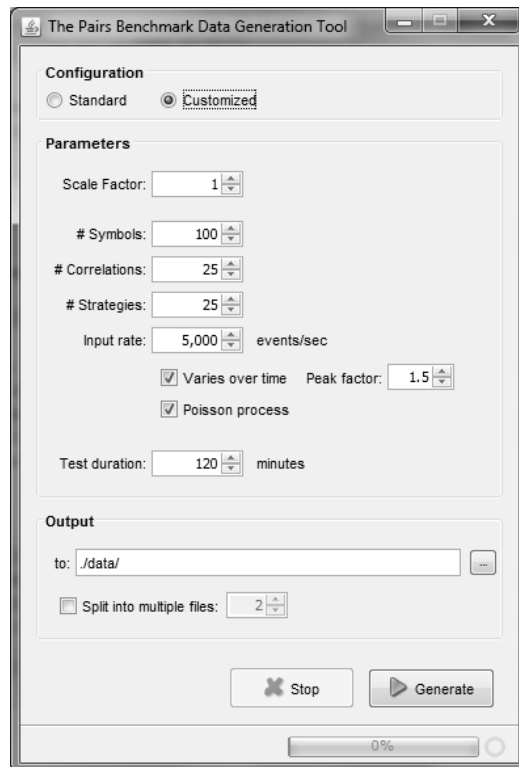 The Pairs Benchmark Data Generation Tool
Configuration
Standard Customized
Parameters
Scale Factor: 1
# Symbols: 100
# Correlations: 25
# Strategies: 25
Input rate: 5,000 events/sec
Varies over time Peak factor: 1.5
Poisson process
Test duration: 120 minutes
Output
to: ./data/ ...
Split into multiple files: 2
Stop Generate
0%